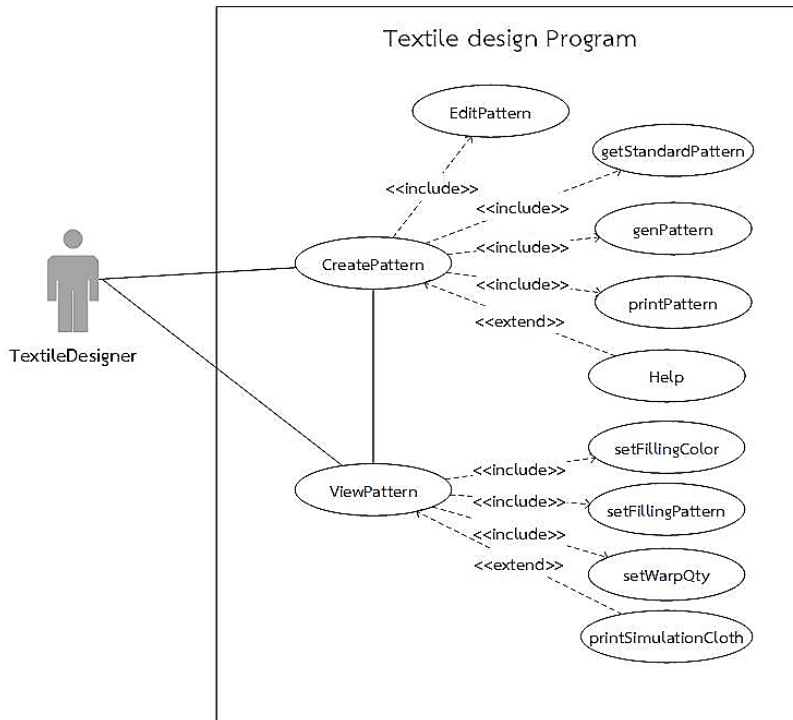 Textile design Program
EditPattern
getStandardPattern
<<include>>
<<include>>
genPattern
<<include>>
CreatePattern
<<include>>
printPattern
<<extend>>
TextileDesigner
Help
setFillingColor
<<include>>
ViewPattern
<<include>>
setFillingPattern
<<include>>
<<extend>>
setWarpQty
printSimulationCloth